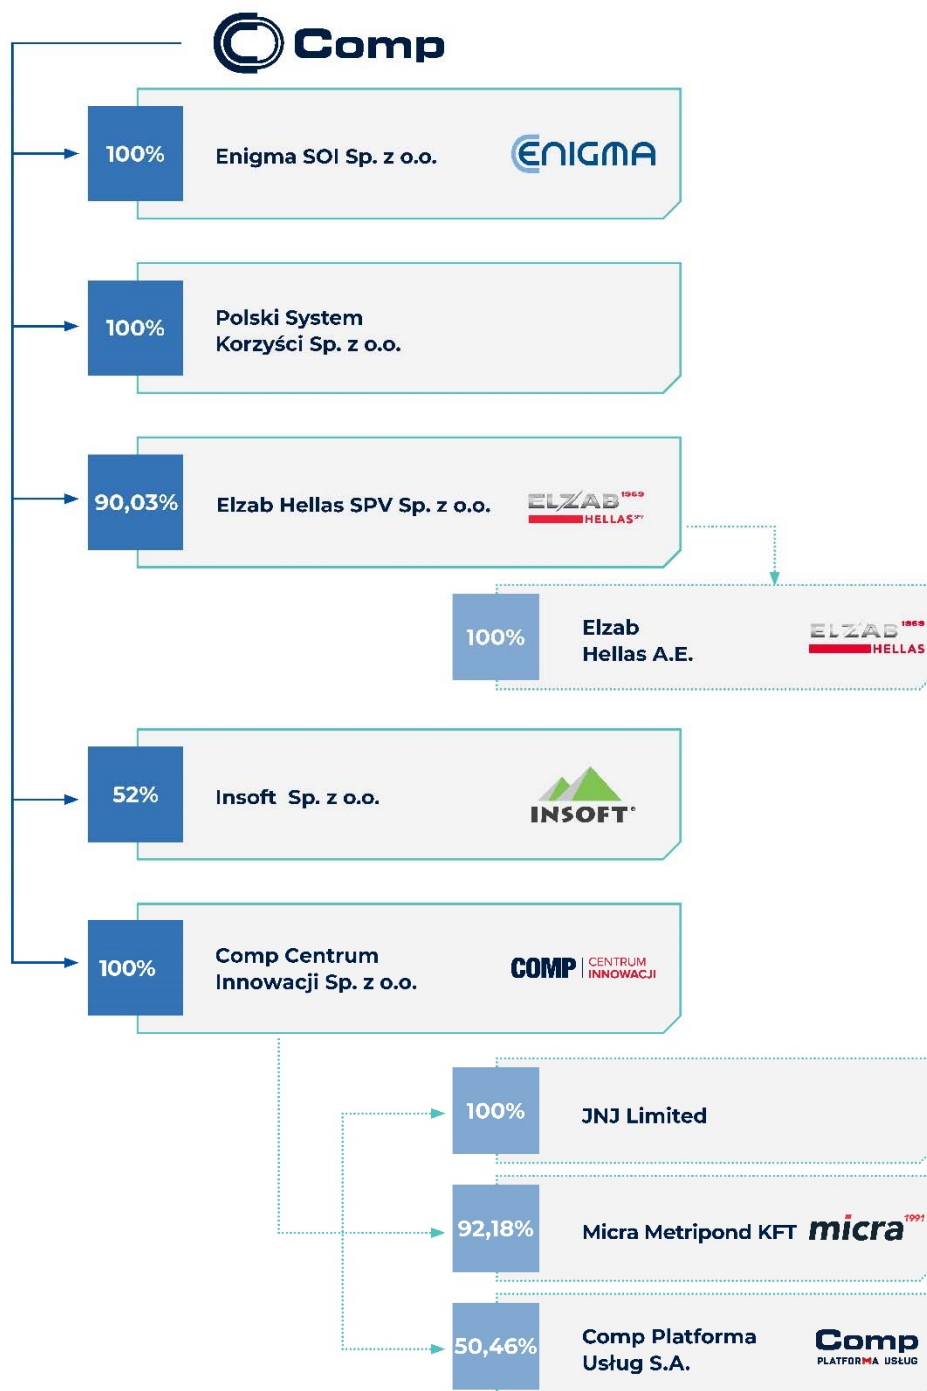 Comp
100%
Enigma SOI Sp. z o.o.
ENIGMA
100%
Polski System
Korzyści Sp. z o.o.
90,03%
Elzab Hellas SPV Sp. z o.o.
ELZAB 1969
HELLAS SPV
100%
Elzab
Hellas A.E.
ELZAB 1969
HELLAS
52%
Insoft Sp. z o.o.
INSOFT
100%
Comp Centrum
Innowacji Sp. z o.o.
COMP CENTRUM
INNOWACJI
100%
JNJ Limited
92,18%
Micra Metripond KFT
micra 1991
50,46%
Comp Platforma
Usług S.A.
Comp
PLATFORMA USŁUG